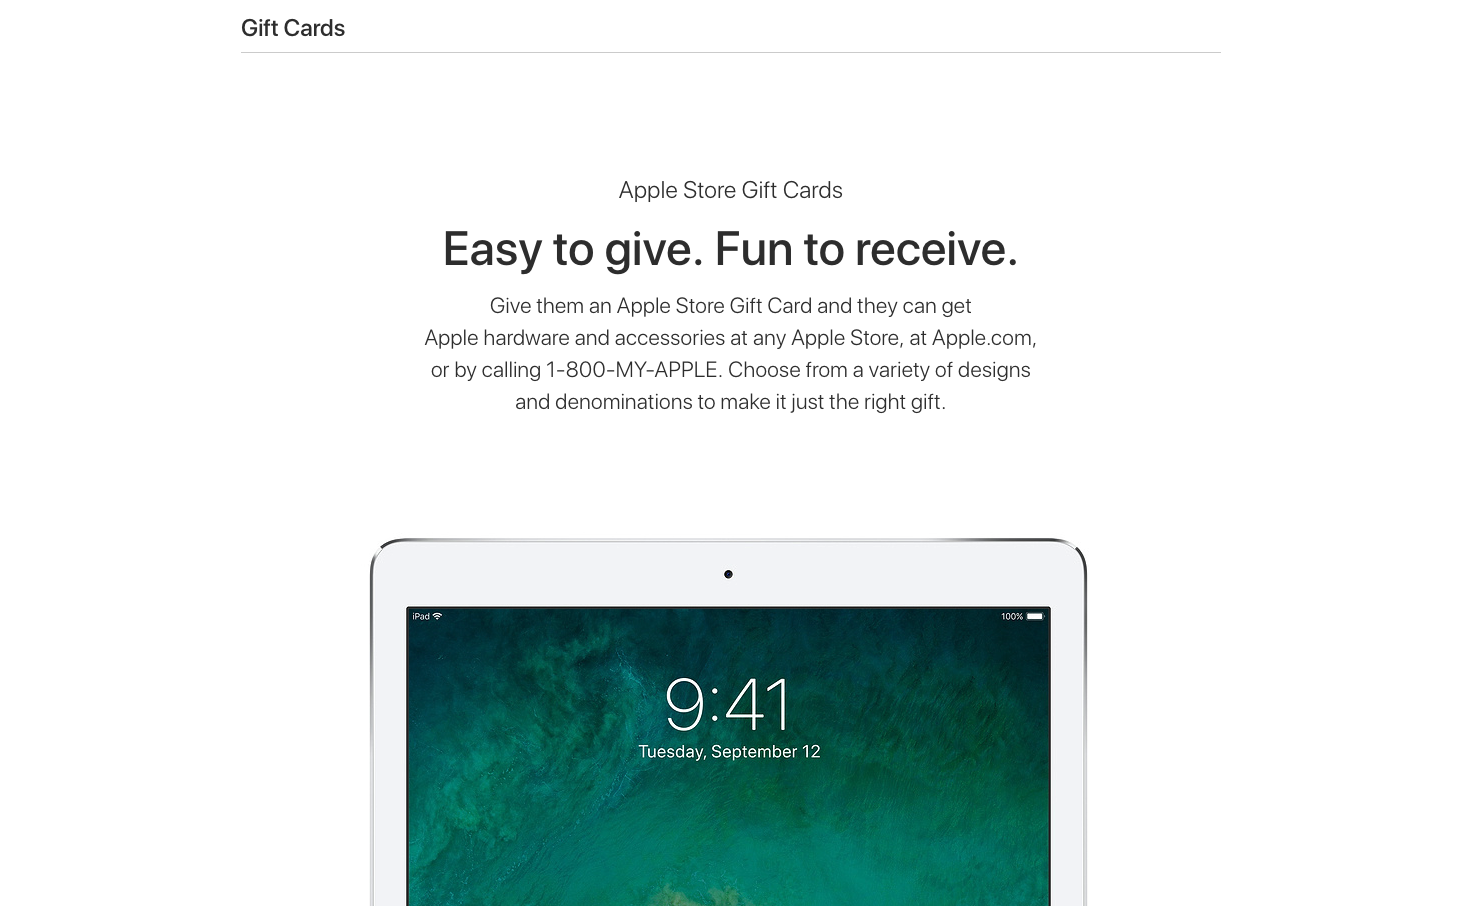 Gift Cards
Apple Store Gift Cards
Easy to give. Fun to receive.
Give them an Apple Store Gift Card and they can get
Apple hardware and accessories at any Apple Store, at Apple.com,
or by calling 1-800-MY-APPLE. Choose from a variety of designs
and denominations to make it just the right gift.
iPad 100%
9:41
Tuesday, September 12